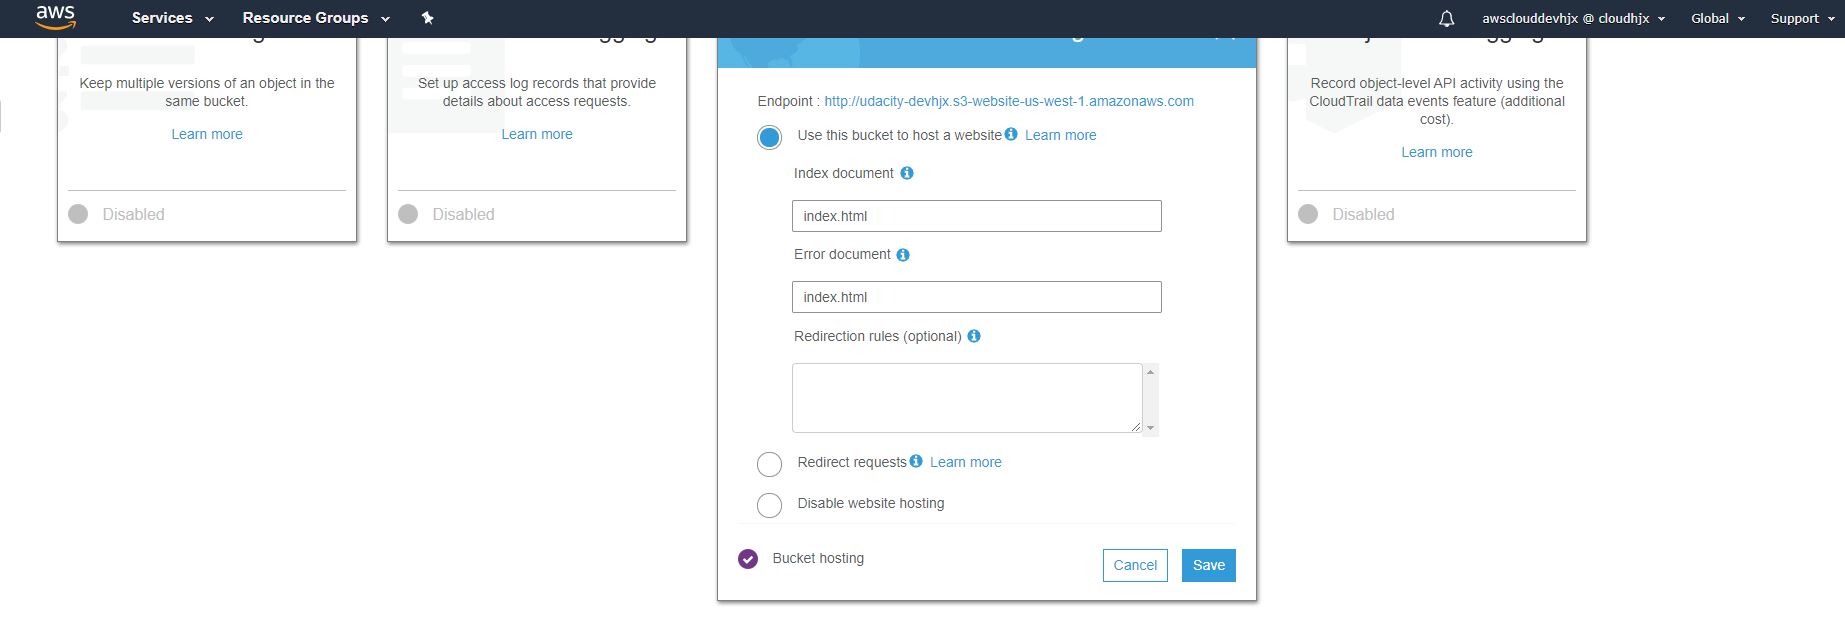 aws
Services
Resource Groups
awsclouddevhjx @ cloudhjx
Global
Support
Keep multiple versions of an object in the
same bucket.
Learn more
Disabled
Set up access log records that provide
details about access requests.
Learn more
Disabled
Endpoint : http://udacity-devhjx.s3-website-us-west-1.amazonaws.com
Use this bucket to host a website Learn more
Index document
index.html
Error document
index.html
Redirection rules (optional)
Redirect requests Learn more
Disable website hosting
Bucket hosting
Cancel
Save
Record object-level API activity using the
CloudTrail data events feature (additional
cost).
Learn more
Disabled